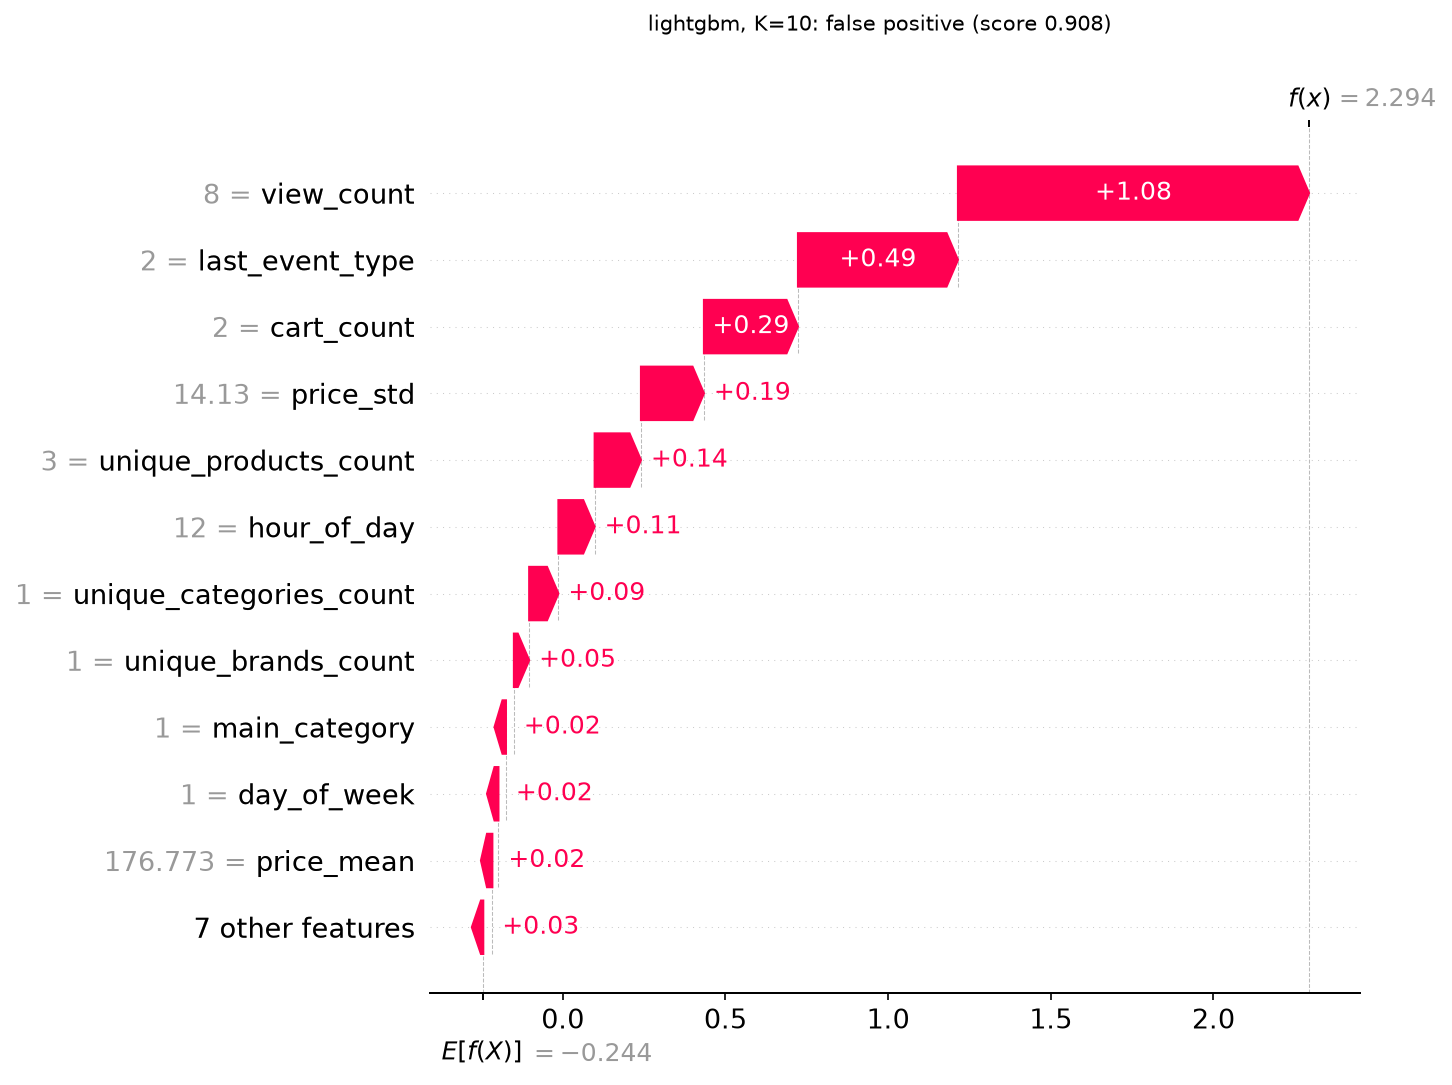 lightgbm, K=10: false positive (score 0.908)
f(x) = 2.294
8 = view_count +1.08
2 = last_event_type +0.49
2 = cart_count +0.29
14.13 = price_std +0.19
3 = unique_products_count +0.14
12 = hour_of_day +0.11
1 = unique_categories_count +0.09
1 = unique_brands_count +0.05
1 = main_category +0.02
1 = day_of_week +0.02
176.773 = price_mean +0.02
7 other features +0.03
0.0 0.5 1.0 1.5 2.0
E[f(X)] = −0.244